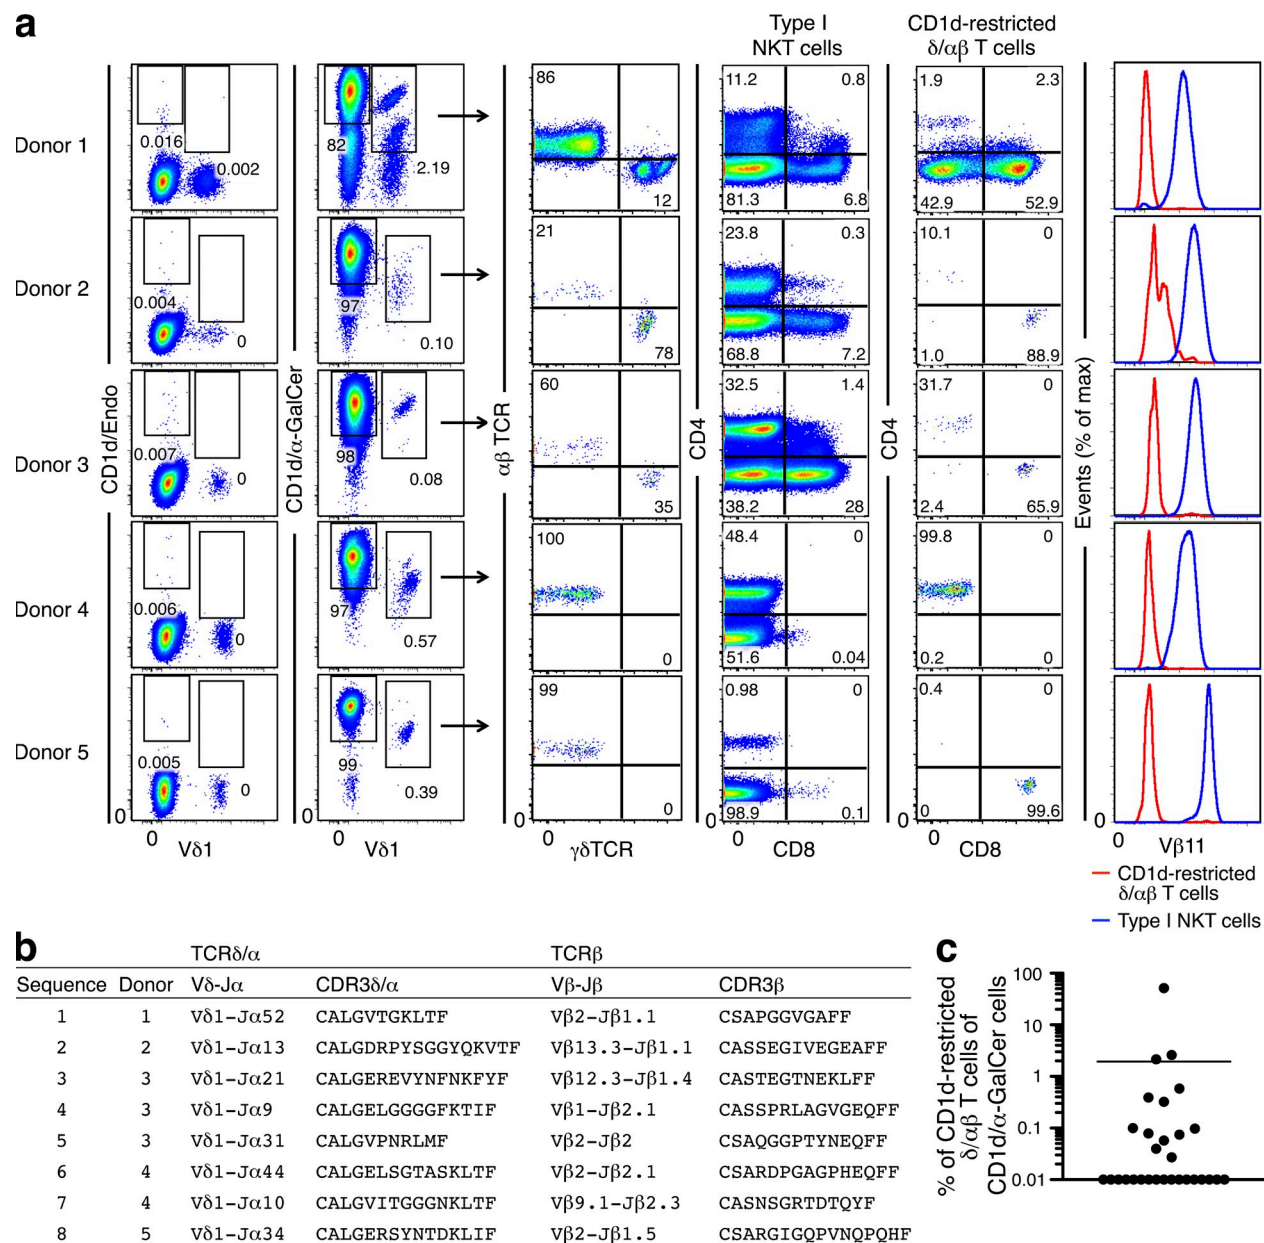 a
Type I
NKT cells
CD1d-restricted
δ/αβ T cells
Donor 1
0.016
0.002
82
2.19
86
12
11.2
0.8
81.3
6.8
1.9
2.3
42.9
52.9
Donor 2
0.004
0
97
0.10
21
78
23.8
0.3
68.8
7.2
10.1
0
1.0
88.9
Donor 3
0.007
0
98
0.08
60
35
32.5
1.4
38.2
28
31.7
0
2.4
65.9
Donor 4
0.006
0
97
0.57
100
0
48.4
0
51.6
0.04
99.8
0
0.2
0
Donor 5
0.005
0
99
0.39
99
0
0.98
0
98.9
0.1
0.4
0
0
99.6
CD1d/Endo
CD1d/α-GalCer
αβ TCR
CD4
CD4
Events (% of max)
0
0
0
0
0
0
0
0
0
0
0
Vδ1
Vδ1
γδTCR
CD8
CD8
Vβ11
CD1d-restricted
δ/αβ T cells
Type I NKT cells
b
TCRδ/α TCRβ
Sequence Donor Vδ-Jα CDR3δ/α Vβ-Jβ CDR3β
1 1 Vδ1-Jα52 CALGVTGKLTF Vβ2-Jβ1.1 CSAPGGVGAFF
2 2 Vδ1-Jα13 CALGDRPYSGGYQKVTF Vβ13.3-Jβ1.1 CASSEGIVEGEAFF
3 3 Vδ1-Jα21 CALGEREVYNFNKFYF Vβ12.3-Jβ1.4 CASTEGTNEKLFF
4 3 Vδ1-Jα9 CALGELGGGGFKTIF Vβ1-Jβ2.1 CASSPRLAGVGEQFF
5 3 Vδ1-Jα31 CALGVPNRLMF Vβ2-Jβ2 CSAQGGPTYNEQFF
6 4 Vδ1-Jα44 CALGELSGTASKLTF Vβ2-Jβ2.1 CSARDPGAGPHEQFF
7 4 Vδ1-Jα10 CALGVITGGGNKLTF Vβ9.1-Jβ2.3 CASNSGRTDTQYF
8 5 Vδ1-Jα34 CALGERSYNTDKLIF Vβ2-Jβ1.5 CSARGIGQPVNQPQHF
c
% of CD1d-restricted
δ/αβ T cells of
CD1d/α-GalCer cells
100
10
1
0.1
0.01